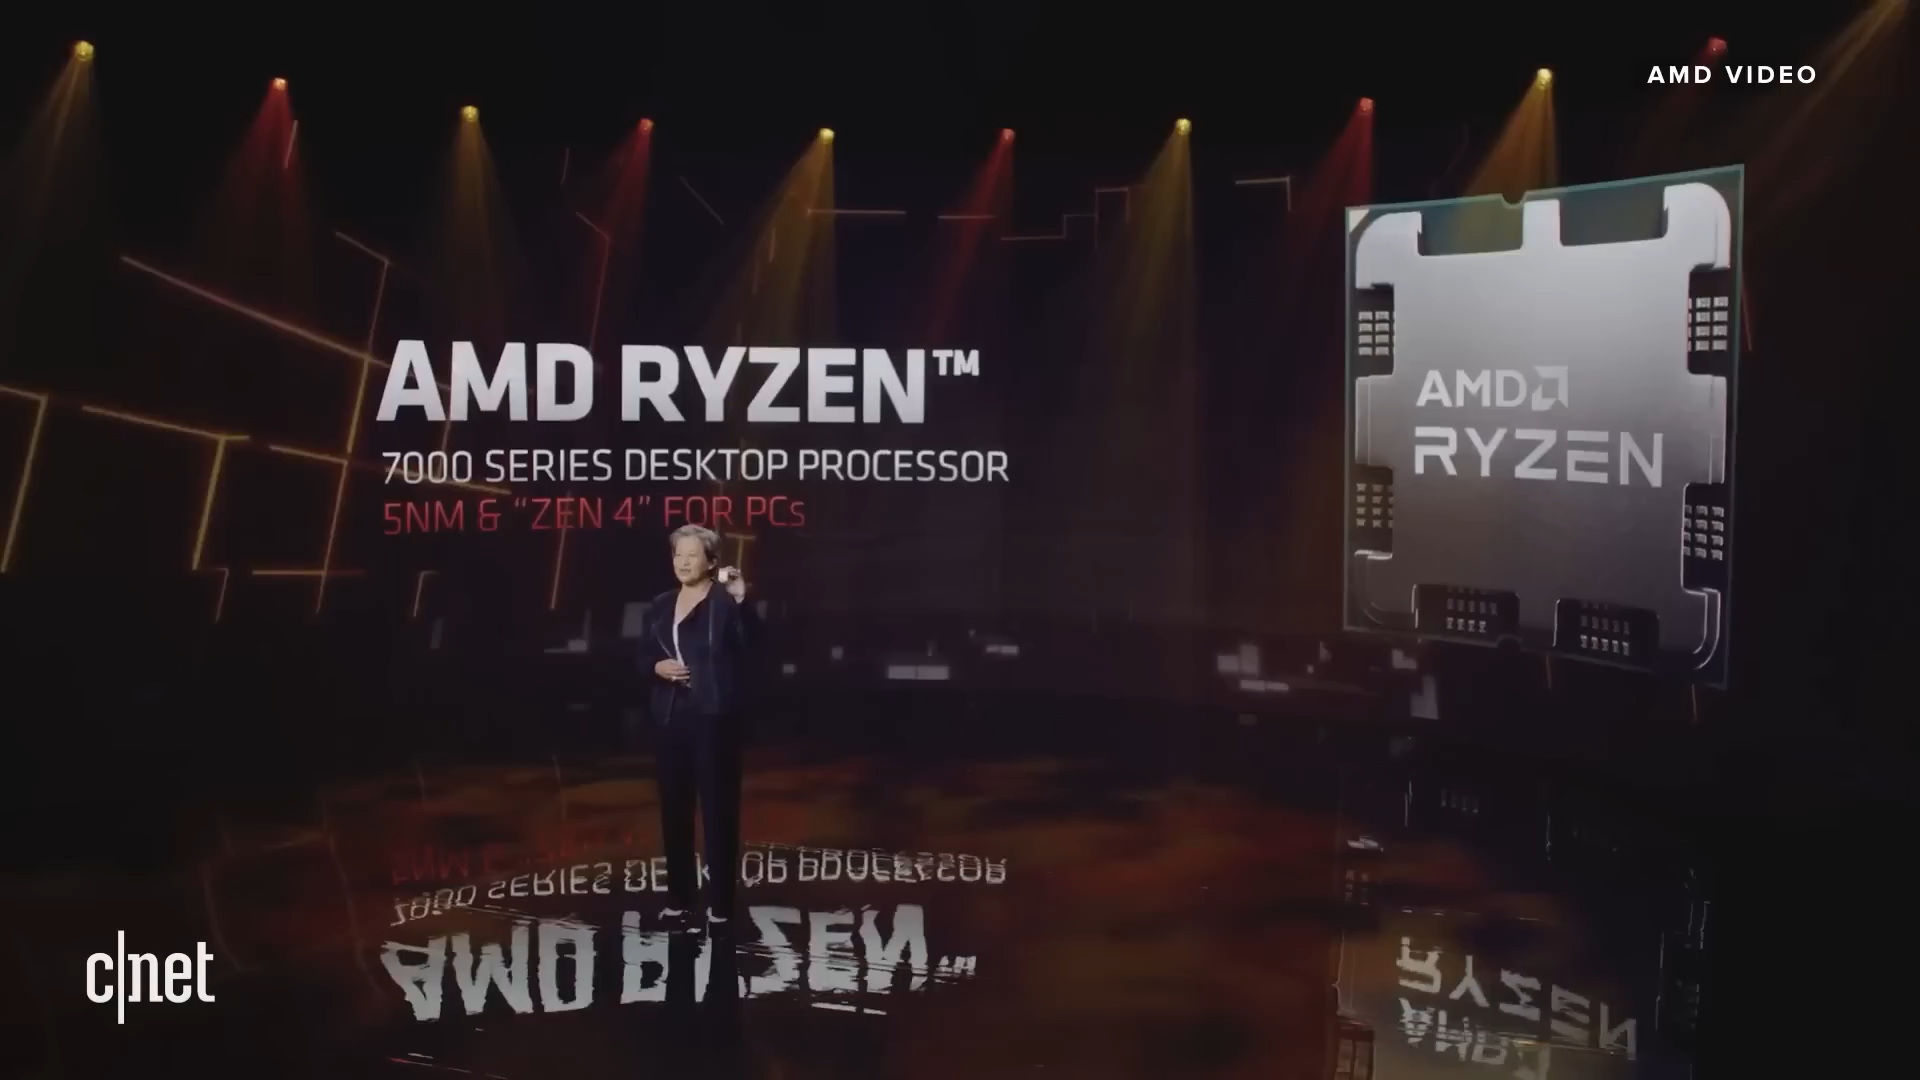 AMD VIDEO
AMD RYZEN™
7000 SERIES DESKTOP PROCESSOR
5NM & “ZEN 4” FOR PCs
AMD
RYZEN
c|net